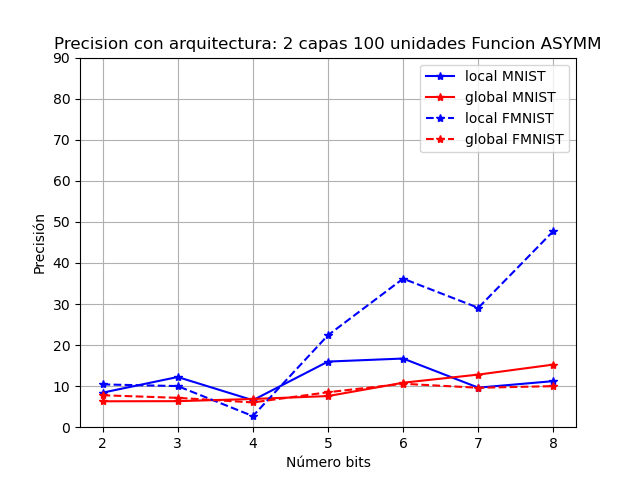 Precision con arquitectura: 2 capas 100 unidades Funcion ASYMM
90
80
70
60
50
40
30
20
10
0
Precisión
local MNIST
global MNIST
local FMNIST
global FMNIST
2 3 4 5 6 7 8
Número bits